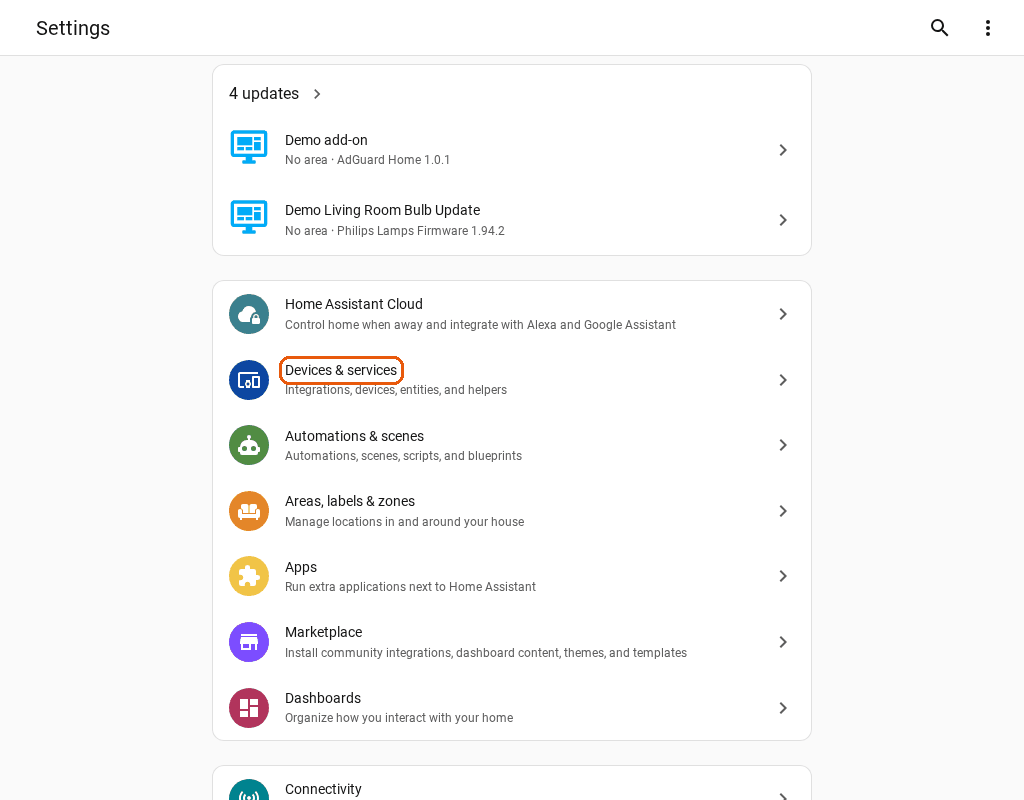 Settings
4 updates
Demo add-on
No area · AdGuard Home 1.0.1
Demo Living Room Bulb Update
No area · Philips Lamps Firmware 1.94.2
Home Assistant Cloud
Control home when away and integrate with Alexa and Google Assistant
Devices & services
Integrations, devices, entities, and helpers
Automations & scenes
Automations, scenes, scripts, and blueprints
Areas, labels & zones
Manage locations in and around your house
Apps
Run extra applications next to Home Assistant
Marketplace
Install community integrations, dashboard content, themes, and templates
Dashboards
Organize how you interact with your home
Connectivity